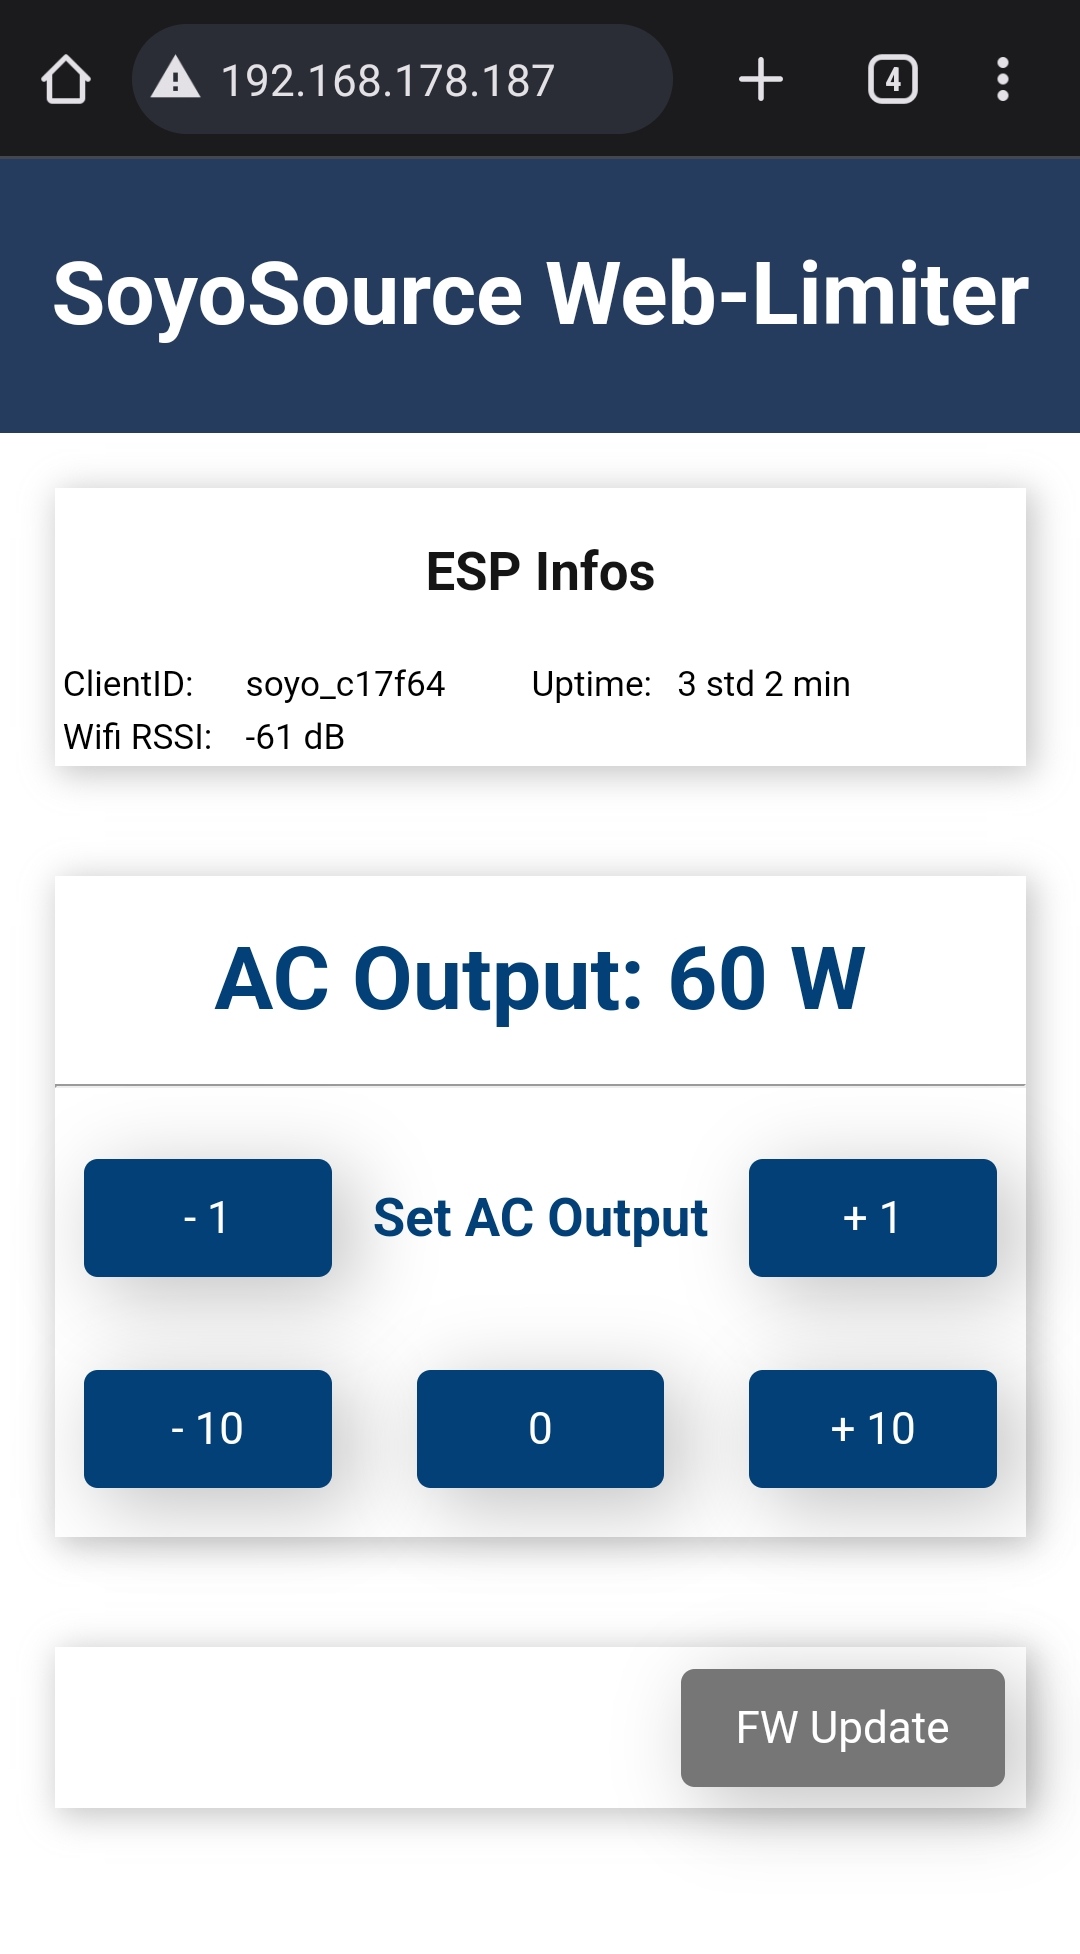 192.168.178.187 4
SoyoSource Web-Limiter
ESP Infos
ClientID: soyo_c17f64 Uptime: 3 std 2 min
Wifi RSSI: -61 dB
AC Output: 60 W
- 1 Set AC Output + 1
- 10 0 + 10
FW Update